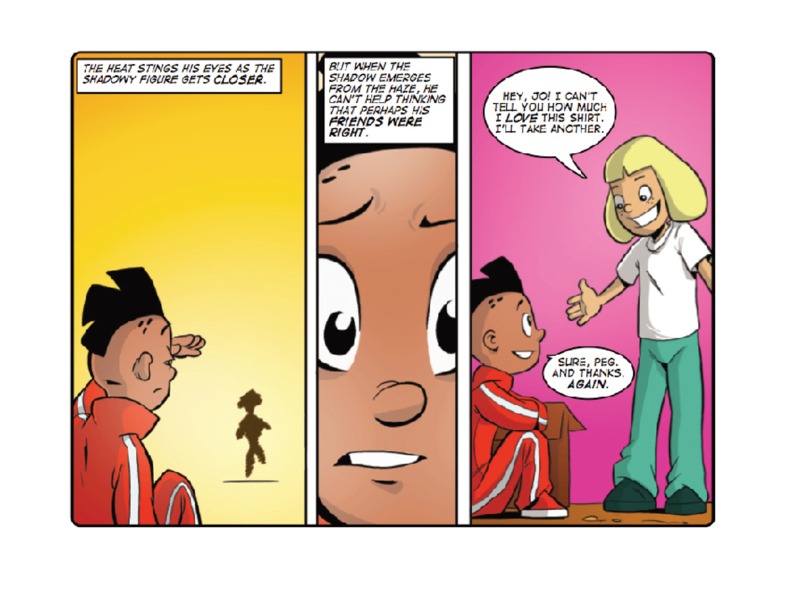 THE HEAT STINGS HIS EYES AS THE
SHADOWY FIGURE GETS CLOSER.
BUT WHEN THE
SHADOW EMERGES
FROM THE HAZE, HE
CAN'T HELP THINKING
THAT PERHAPS HIS
FRIENDS WERE
RIGHT.
HEY, JO! I CAN'T
TELL YOU HOW MUCH
I LOVE THIS SHIRT.
I'LL TAKE ANOTHER.
SURE, PEG.
AND THANKS.
AGAIN.